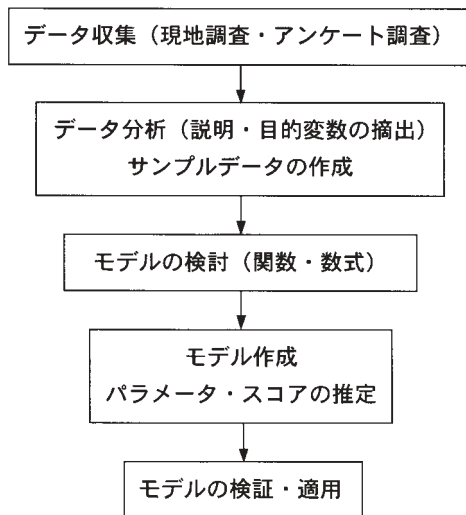 データ収集（現地調査・アンケート調査）
データ分析（説明・目的変数の摘出）
サンプルデータの作成
モデルの検討（関数・数式）
モデル作成
パラメータ・スコアの推定
モデルの検証・適用